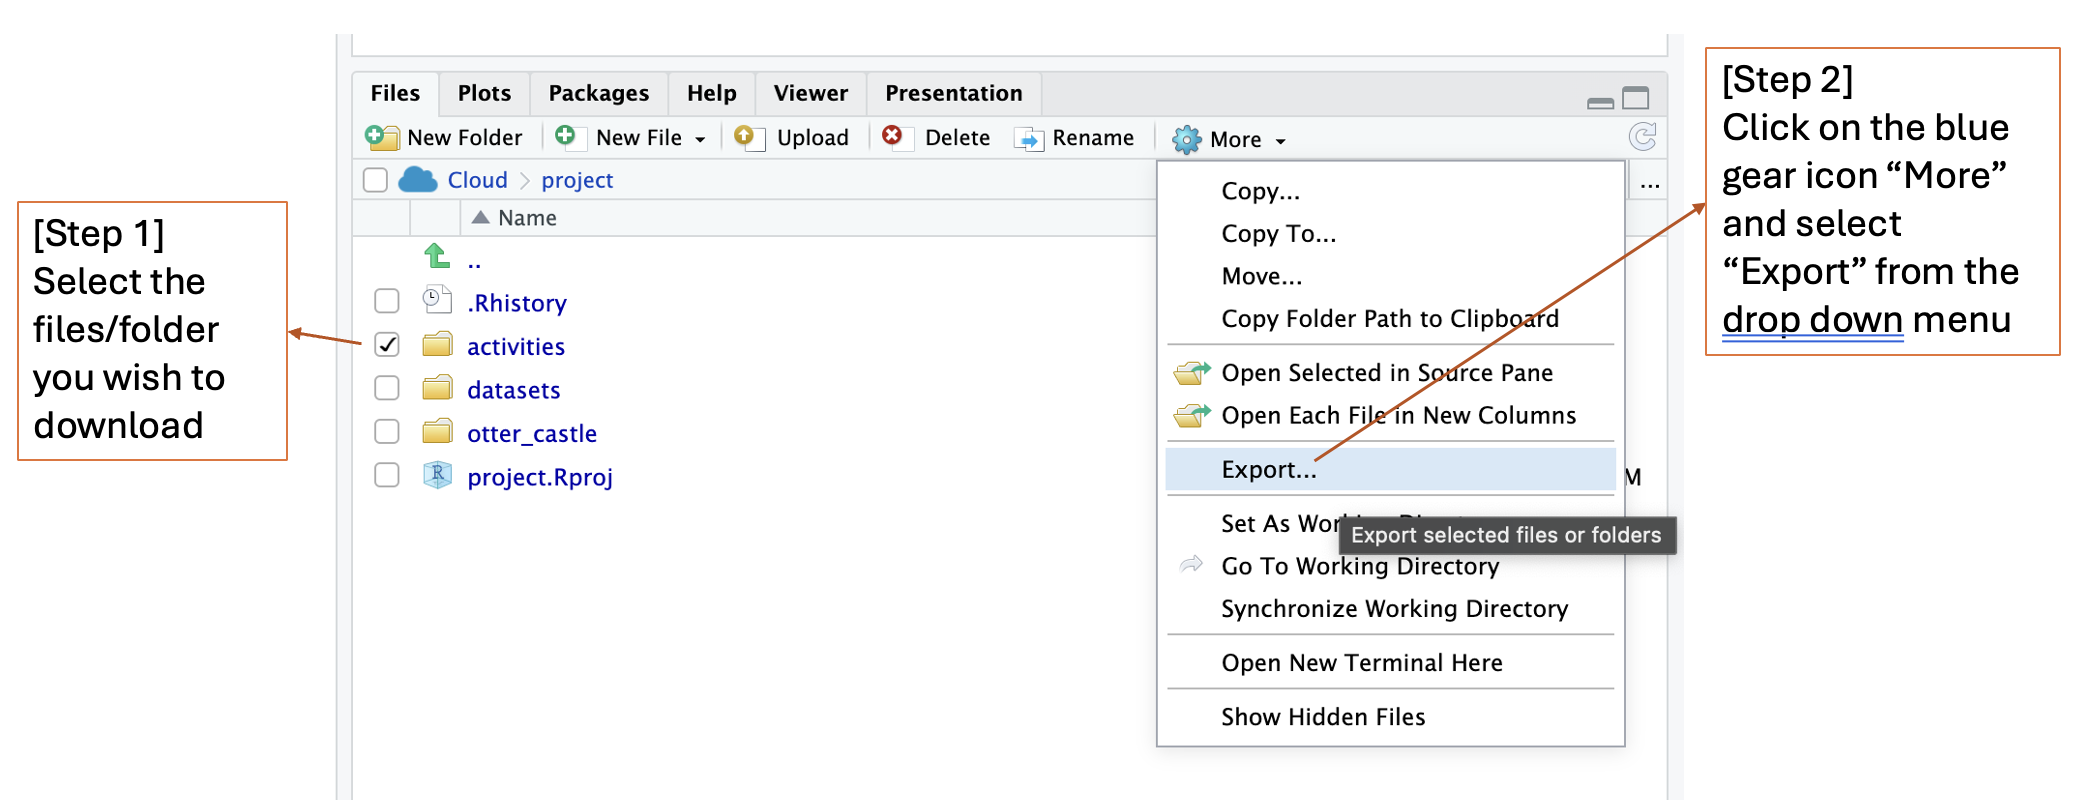 Files Plots Packages Help Viewer Presentation
New Folder New File Upload Delete Rename More
Cloud project ...
Name
..
.Rhistory
activities
datasets
otter_castle
project.Rproj
M
Copy...
Copy To...
Move...
Copy Folder Path to Clipboard
Open Selected in Source Pane
Open Each File in New Columns
Export...
Set As
Export selected files or folders
Go To Working Directory
Synchronize Working Directory
Open New Terminal Here
Show Hidden Files
[Step 1]
Select the
files/folder
you wish to
download
[Step 2]
Click on the blue
gear icon “More”
and select
“Export” from the
drop down menu